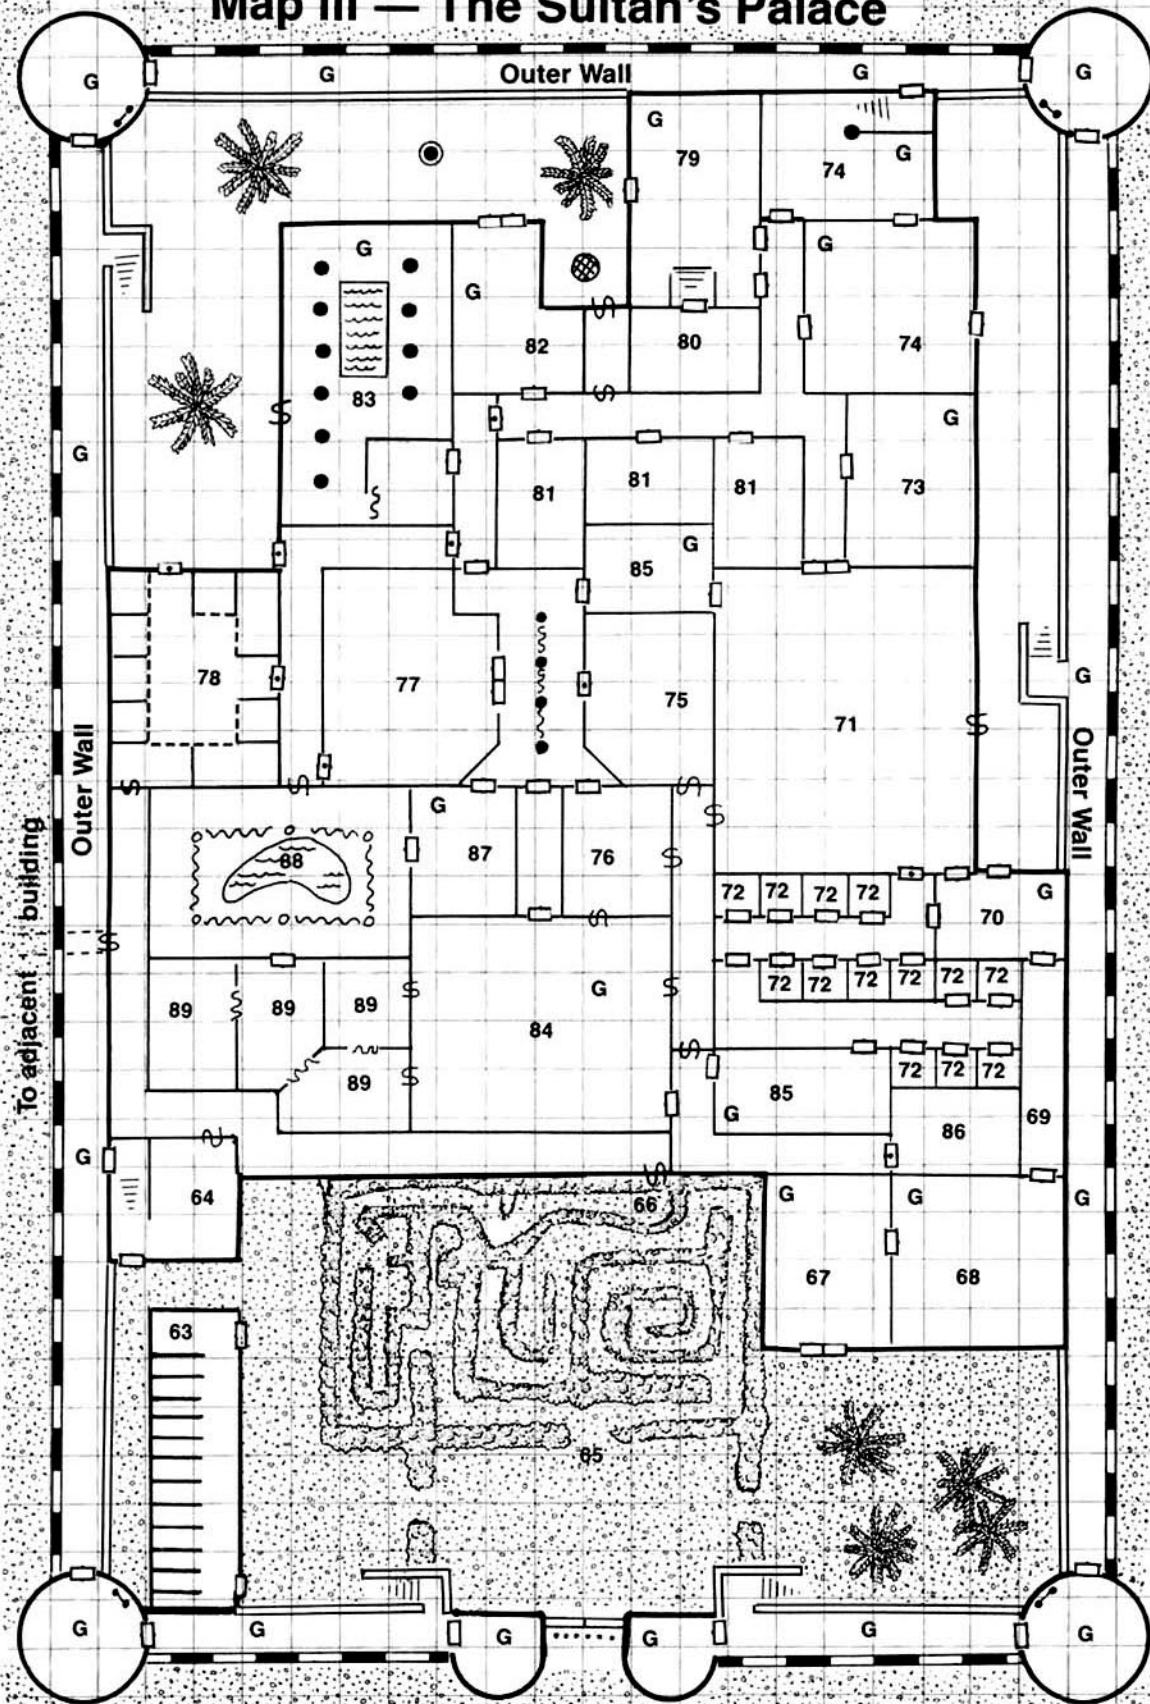 Map III — The Sultan's Palace
G
G
Outer Wall
G
G
G
79
74
G
G
G
G
82
80
74
83
G
G
81
81
81
73
G
85
78
77
75
71
G
Outer Wall
Outer Wall
G
88
87
76
72
72
72
72
G
70
To adjacent building
89
89
89
G
84
72
72
72
72
72
72
89
85
72
72
72
G
86
69
G
64
66
G
G
G
67
68
63
65
G
G
G
G
G
G